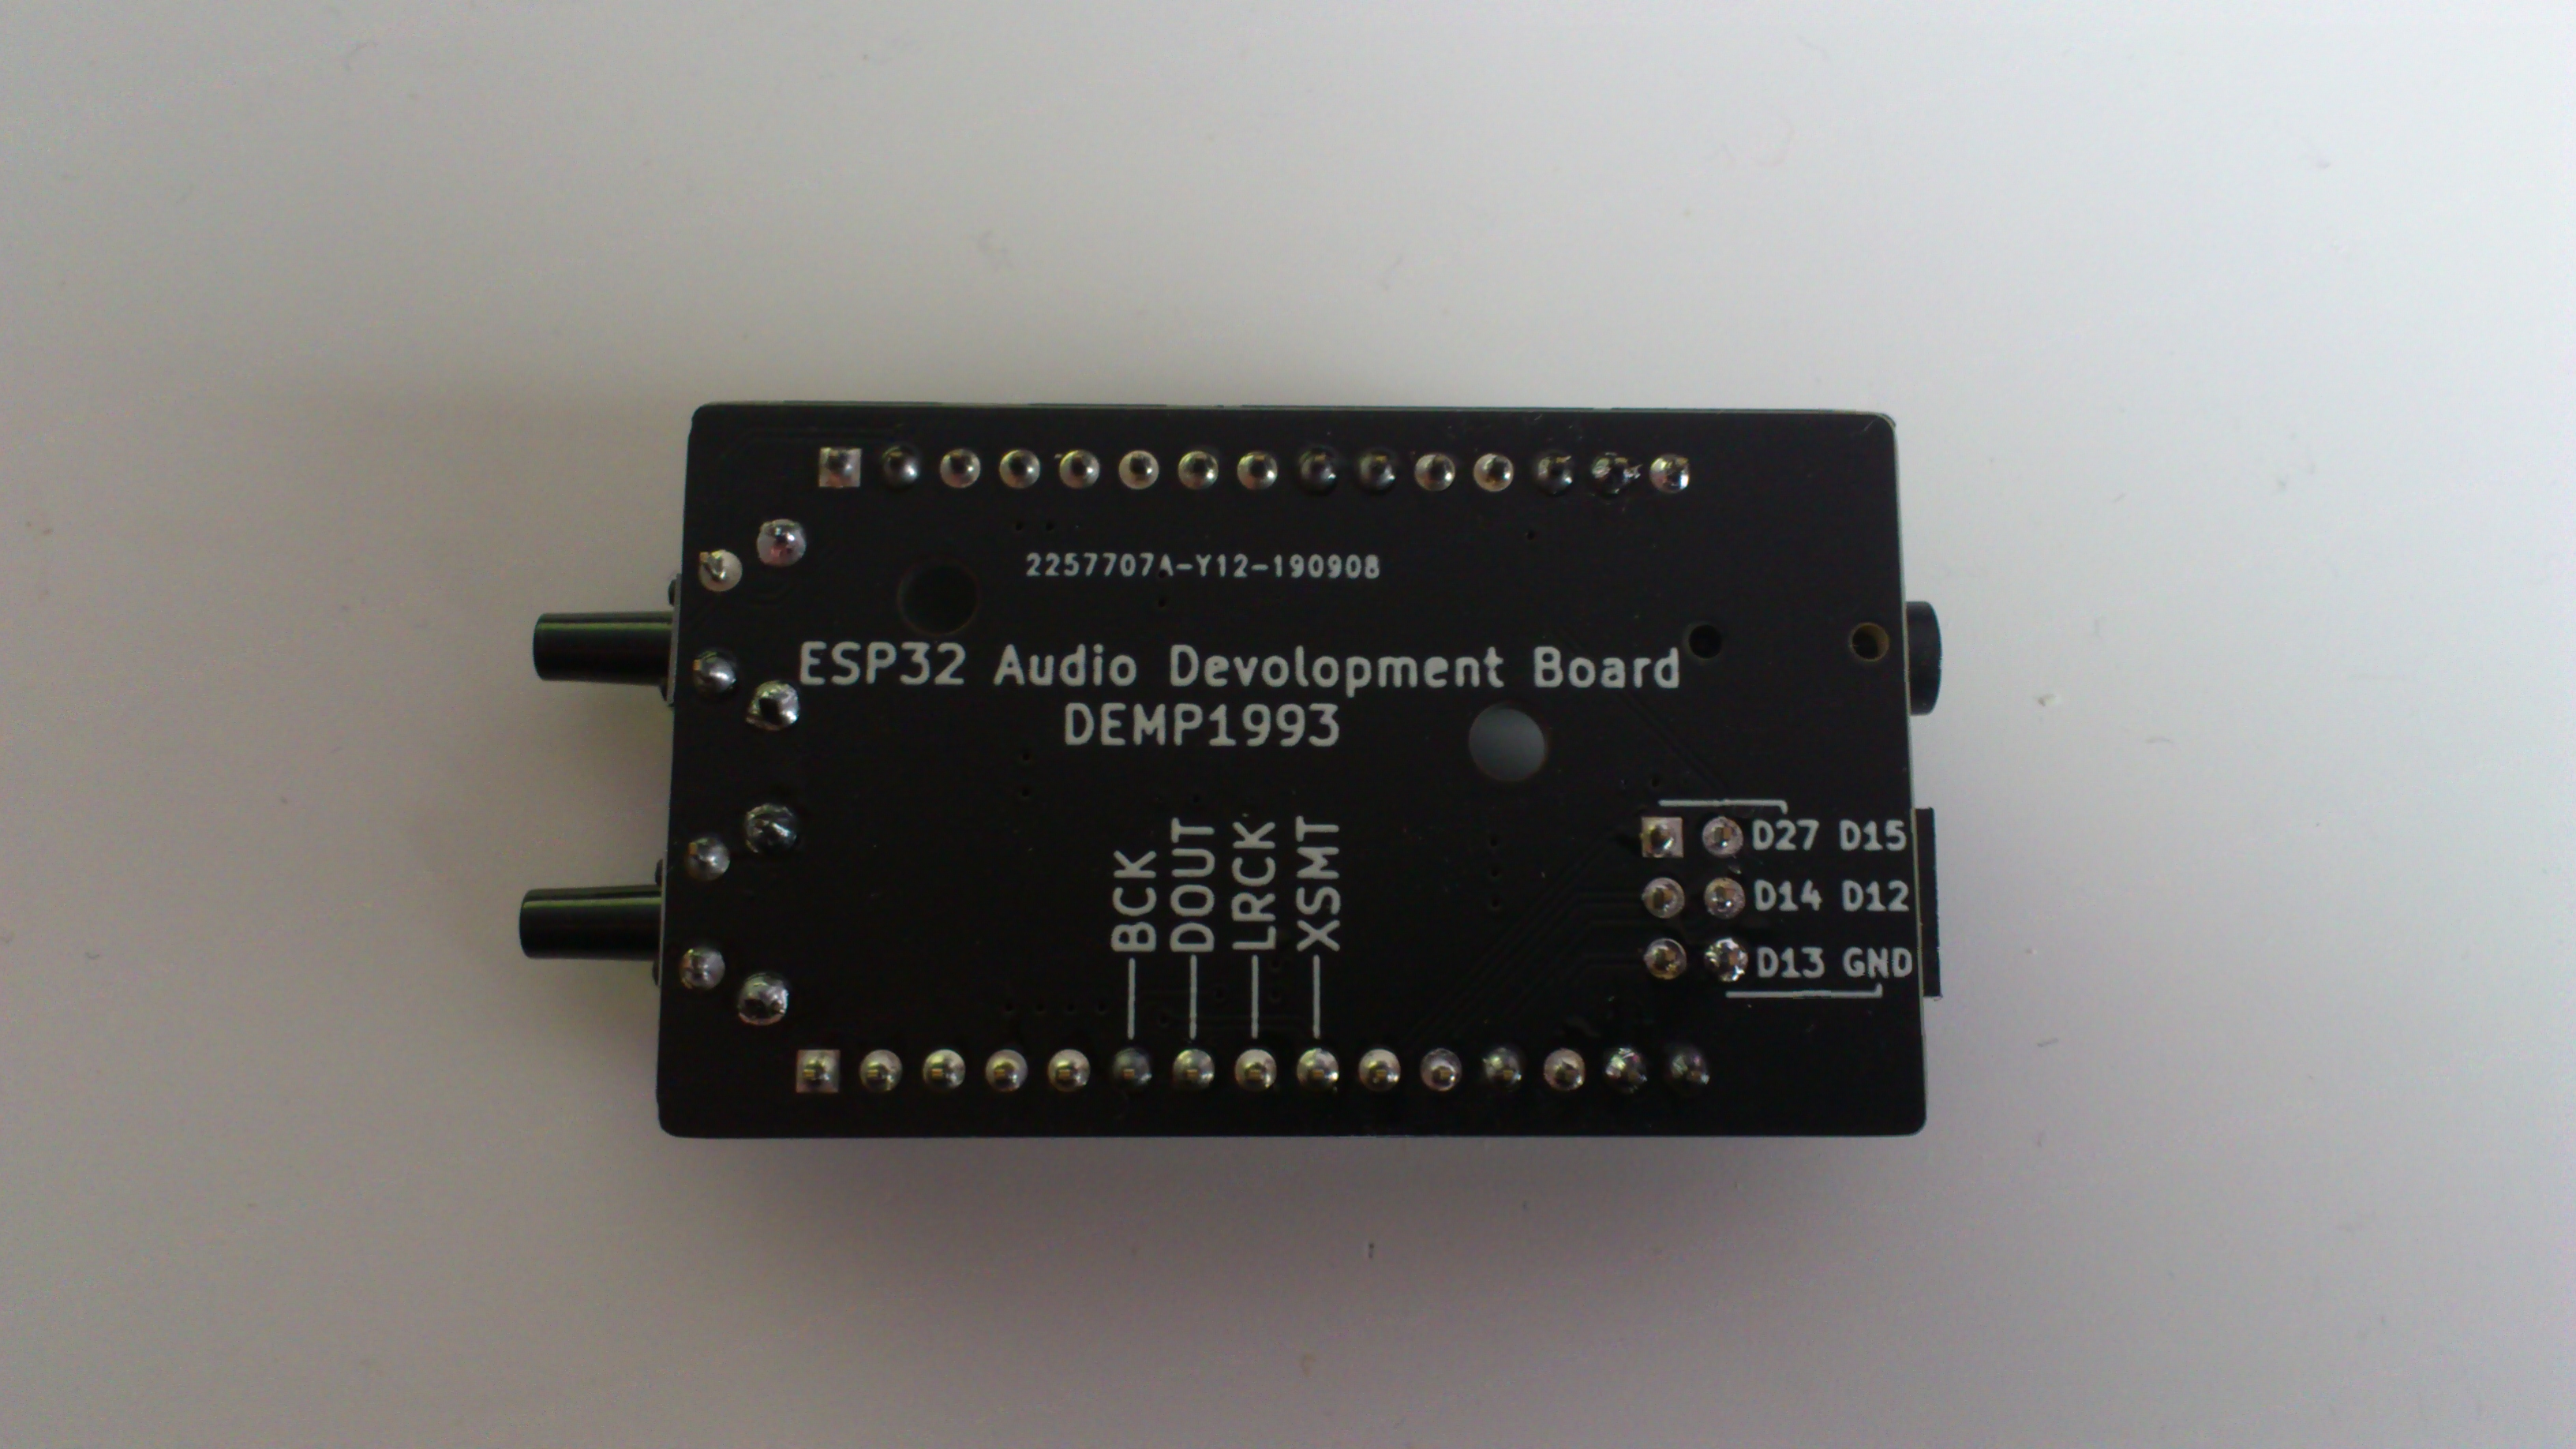 2257707A-Y12-190908
ESP32 Audio Devolopment Board
DEMP1993
BCK
DOUT
LRCK
XSMT
D27 D15
D14 D12
D13 GND